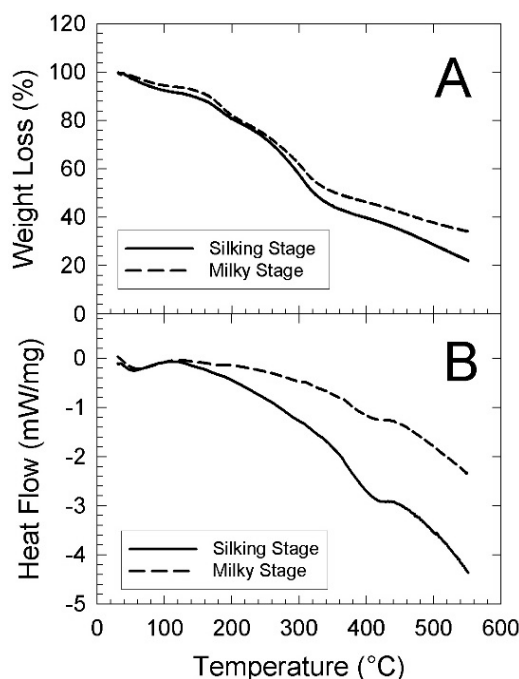 120
100
80
60
40
20
0
Weight Loss (%)
A
Silking Stage
Milky Stage
0
-1
-2
-3
-4
-5
Heat Flow (mW/mg)
B
Silking Stage
Milky Stage
0 100 200 300 400 500 600
Temperature (°C)